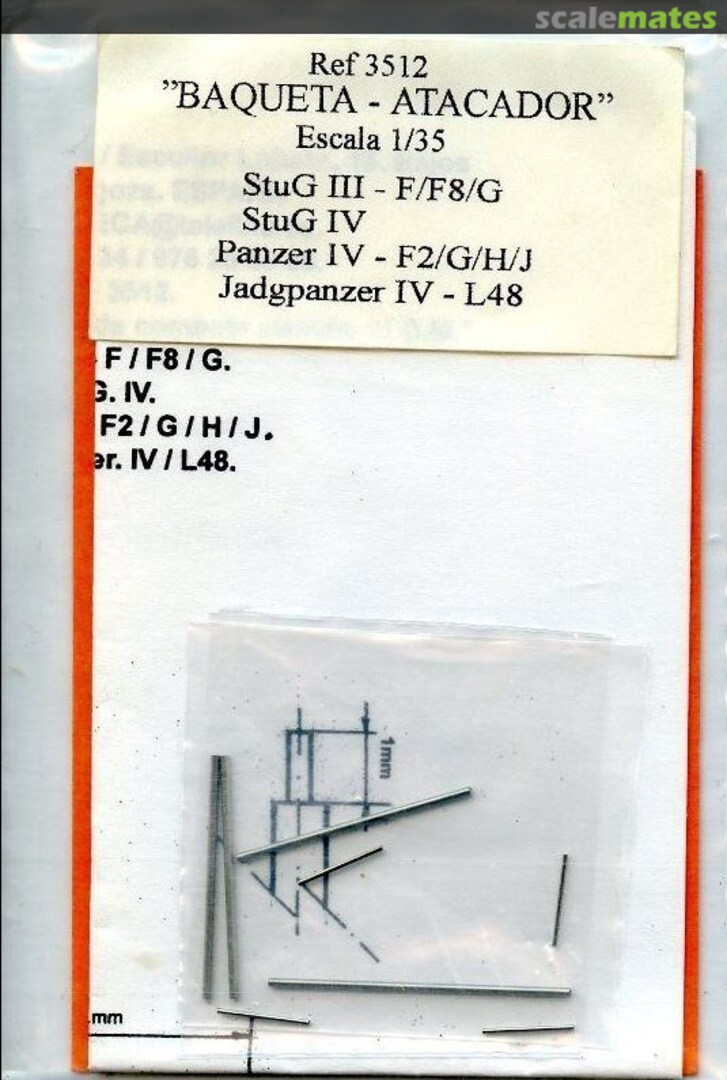 scalemates
Ref 3512
"BAQUETA - ATACADOR"
Escala 1/35
StuG III - F/F8/G
StuG IV
Panzer IV - F2/G/H/J
Jadgpanzer IV - L48
F / F8 / G.
G. IV.
F2 / G / H / J.
er. IV / L48.
1mm
mm